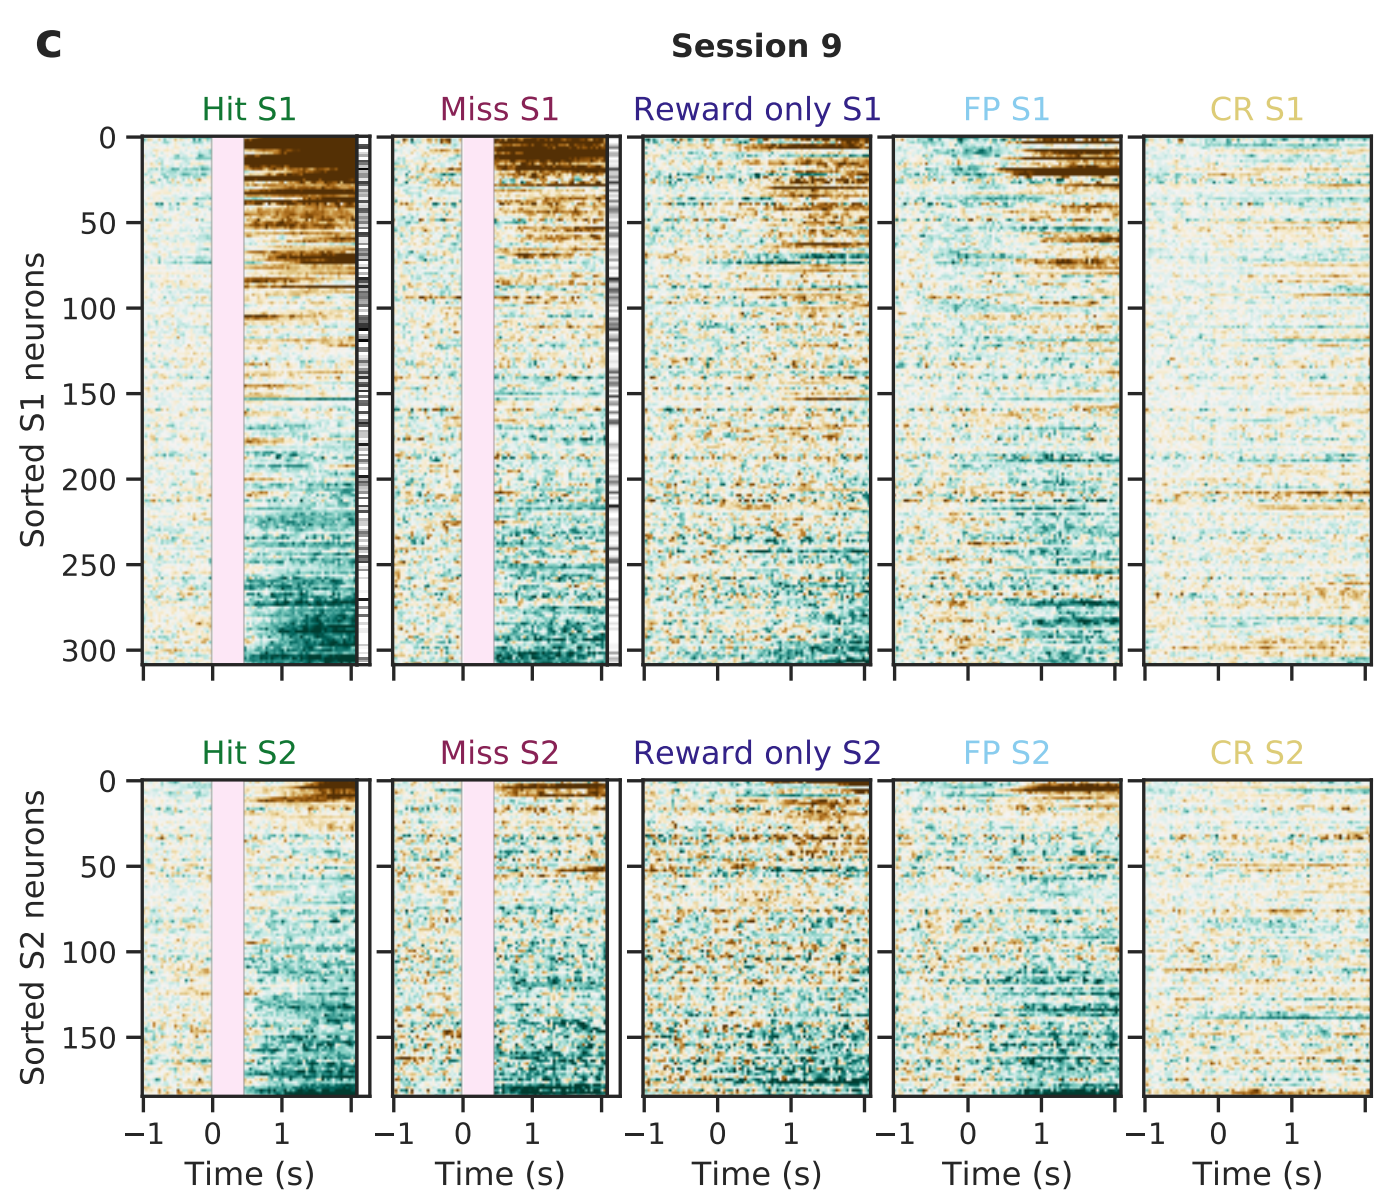 c
Session 9
Hit S1 Miss S1 Reward only S1 FP S1 CR S1
Sorted S1 neurons
0
50
100
150
200
250
300
Hit S2 Miss S2 Reward only S2 FP S2 CR S2
Sorted S2 neurons
0
50
100
150
−1 0 1 −1 0 1 −1 0 1 −1 0 1 −1 0 1
Time (s) Time (s) Time (s) Time (s) Time (s)